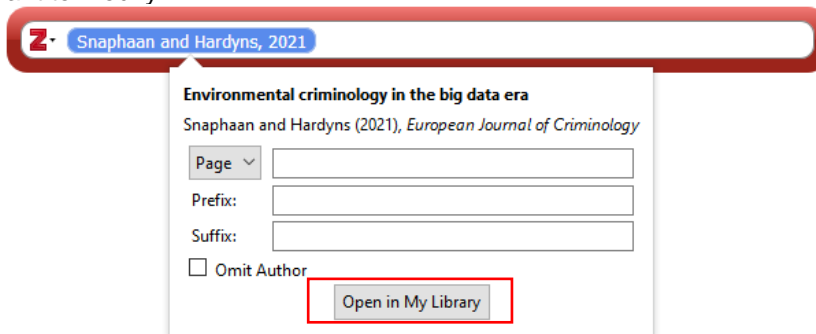 Z
Snaphaan and Hardyns, 2021
Environmental criminology in the big data era
Snaphaan and Hardyns (2021), European Journal of Criminology
Page
Prefix:
Suffix:
Omit Author
Open in My Library